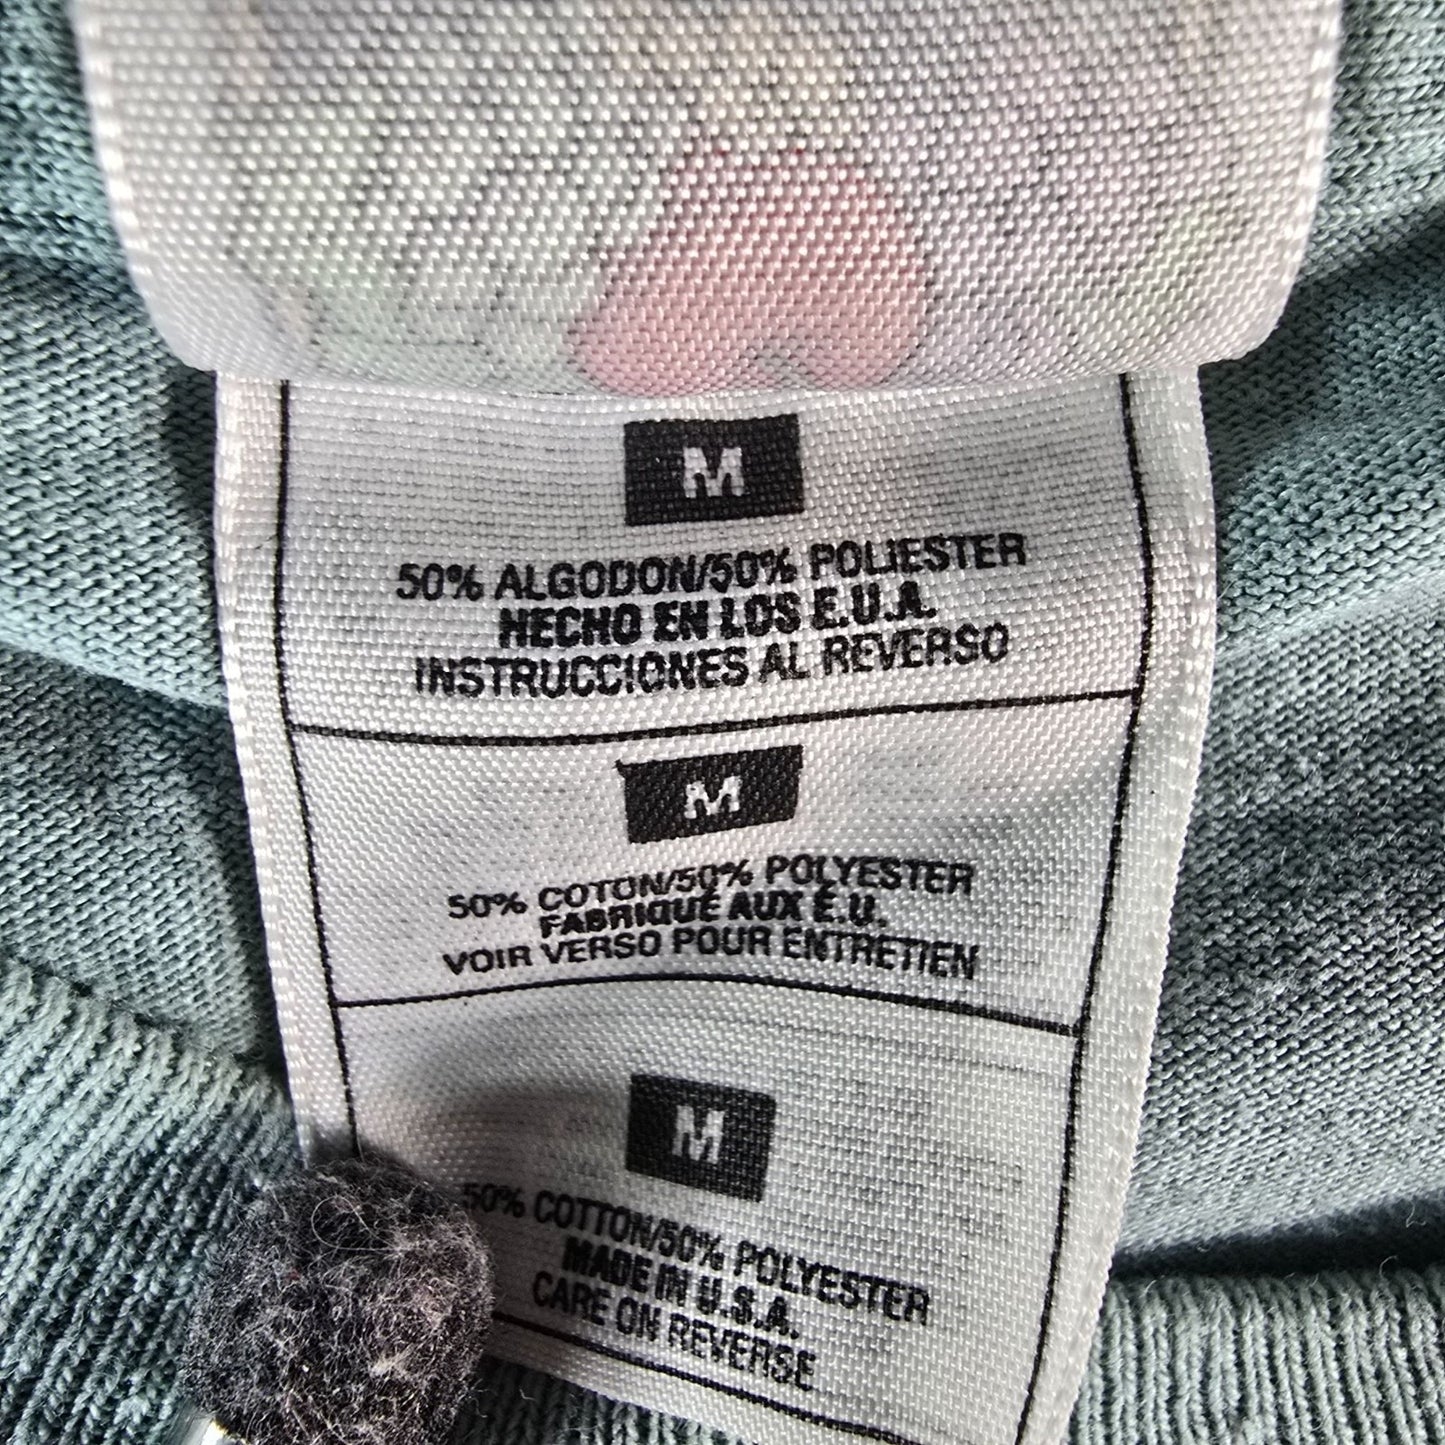 M
50% ALGODON/50% POLIESTER
HECHO EN LOS E.U.A.
INSTRUCCIONES AL REVERSO
M
50% COTON/50% POLYESTER
FABRIQUE AUX E.U.
VOIR VERSO POUR ENTRETIEN
M
50% COTTON/50% POLYESTER
MADE IN U.S.A.
CARE ON REVERSE